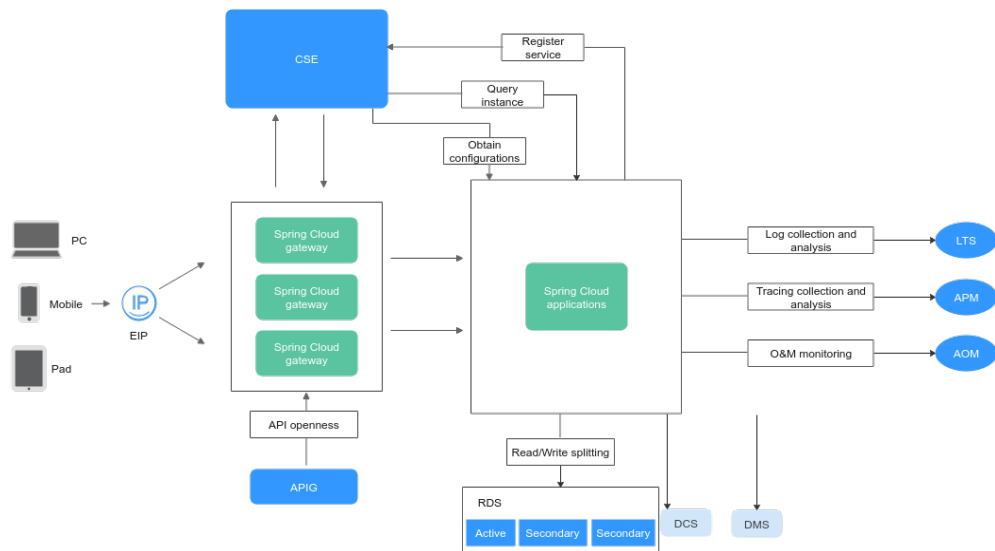 CSE
Register
service
Query
instance
Obtain
configurations
PC
Mobile
Pad
IP
EIP
Spring Cloud
gateway
Spring Cloud
gateway
Spring Cloud
gateway
API openness
APIG
Spring Cloud
applications
Log collection and
analysis
LTS
Tracing collection and
analysis
APM
O&M monitoring
AOM
Read/Write splitting
RDS
Active
Secondary
Secondary
DCS
DMS